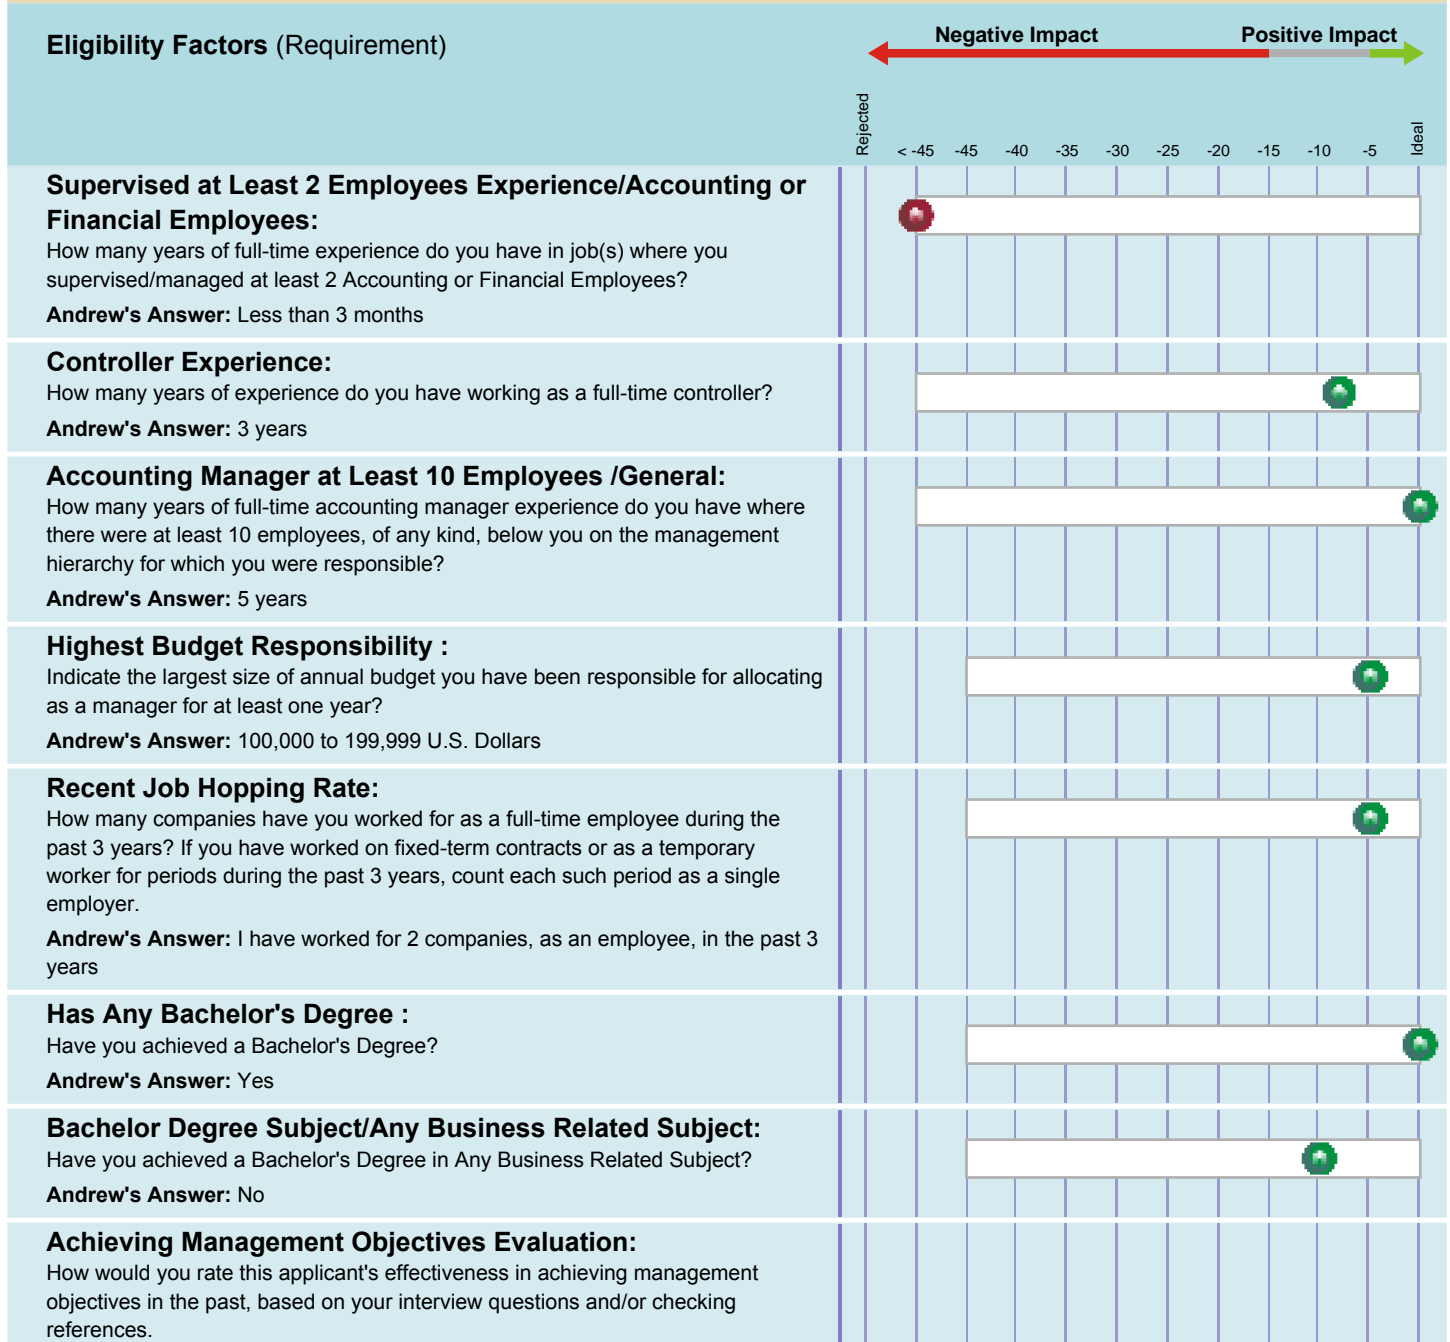 Eligibility Factors (Requirement)
Negative Impact
Positive Impact
Rejected
< -45
-45
-40
-35
-30
-25
-20
-15
-10
-5
Ideal
Supervised at Least 2 Employees Experience/Accounting or
Financial Employees:
How many years of full-time experience do you have in job(s) where you
supervised/managed at least 2 Accounting or Financial Employees?
Andrew's Answer: Less than 3 months
Controller Experience:
How many years of experience do you have working as a full-time controller?
Andrew's Answer: 3 years
Accounting Manager at Least 10 Employees /General:
How many years of full-time accounting manager experience do you have where
there were at least 10 employees, of any kind, below you on the management
hierarchy for which you were responsible?
Andrew's Answer: 5 years
Highest Budget Responsibility :
Indicate the largest size of annual budget you have been responsible for allocating
as a manager for at least one year?
Andrew's Answer: 100,000 to 199,999 U.S. Dollars
Recent Job Hopping Rate:
How many companies have you worked for as a full-time employee during the
past 3 years? If you have worked on fixed-term contracts or as a temporary
worker for periods during the past 3 years, count each such period as a single
employer.
Andrew's Answer: I have worked for 2 companies, as an employee, in the past 3
years
Has Any Bachelor's Degree :
Have you achieved a Bachelor's Degree?
Andrew's Answer: Yes
Bachelor Degree Subject/Any Business Related Subject:
Have you achieved a Bachelor's Degree in Any Business Related Subject?
Andrew's Answer: No
Achieving Management Objectives Evaluation:
How would you rate this applicant's effectiveness in achieving management
objectives in the past, based on your interview questions and/or checking
references.